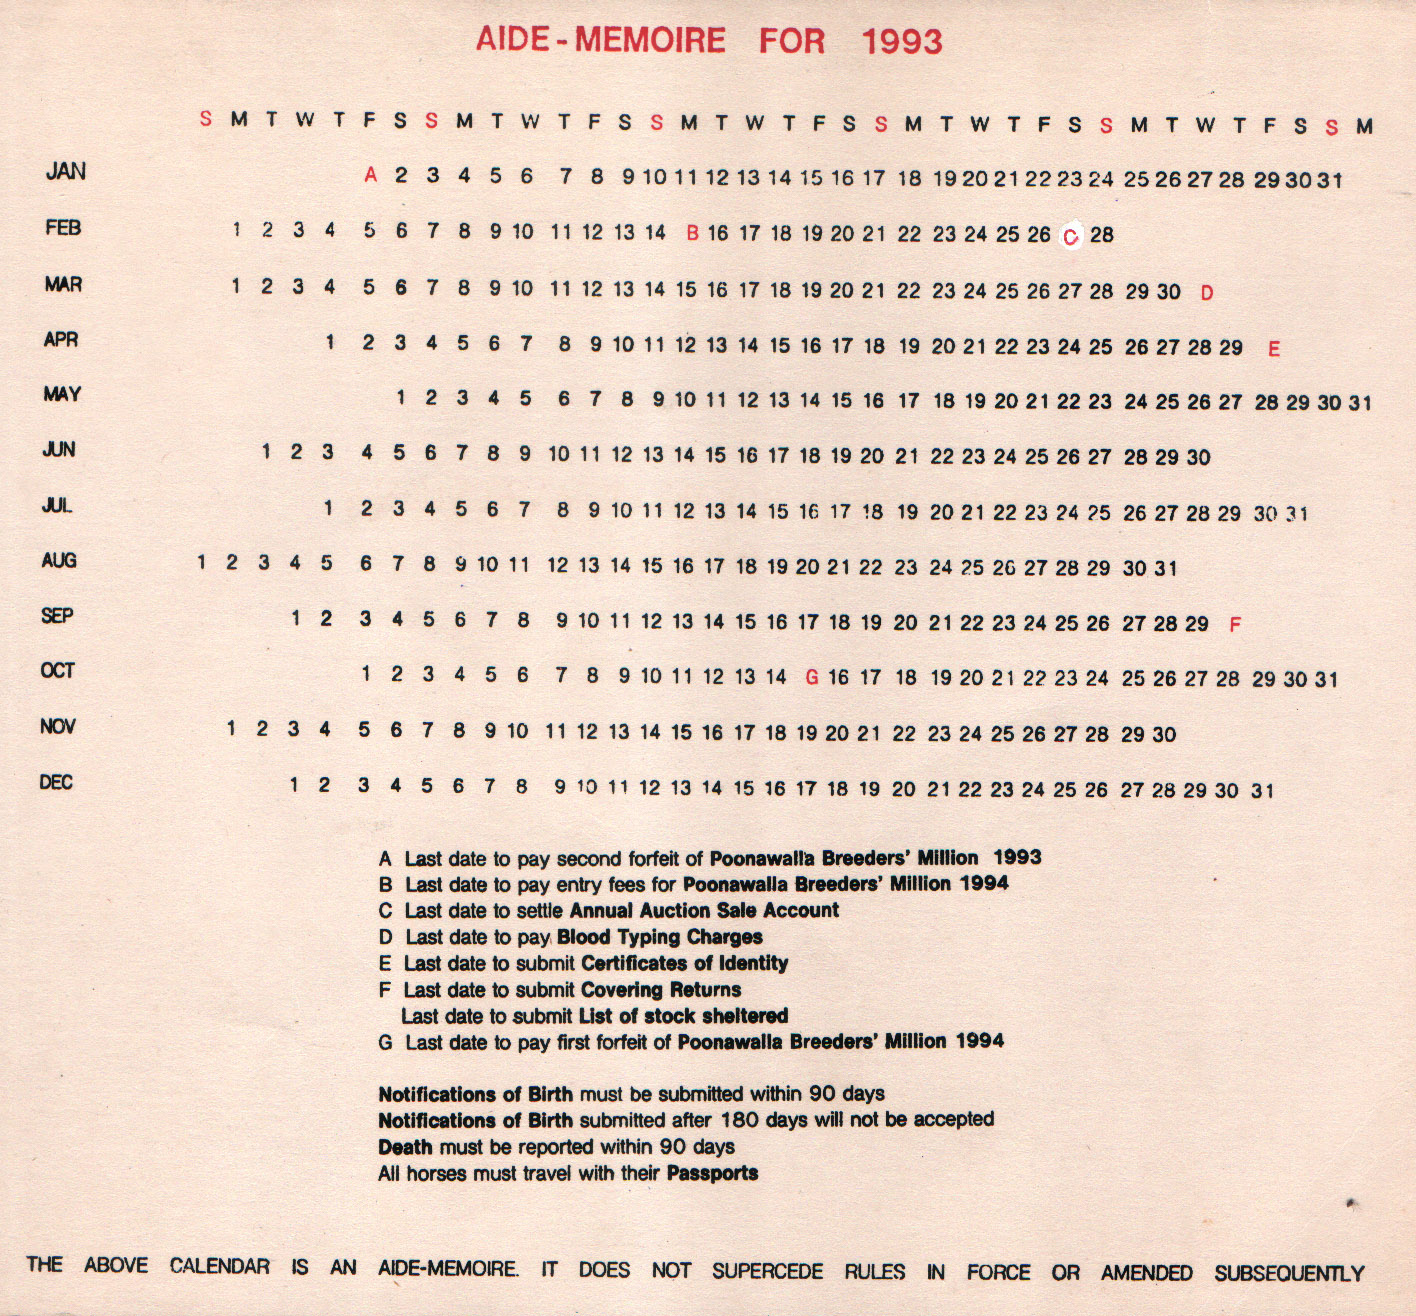 AIDE-MEMOIRE FOR 1993
S M T W T F S S M T W T F S S M T W T F S S M T W T F S S M T W T F S S M
JAN A 2 3 4 5 6 7 8 9 10 11 12 13 14 15 16 17 18 19 20 21 22 23 24 25 26 27 28 29 30 31
FEB 1 2 3 4 5 6 7 8 9 10 11 12 13 14 B 16 17 18 19 20 21 22 23 24 25 26 C 28
MAR 1 2 3 4 5 6 7 8 9 10 11 12 13 14 15 16 17 18 19 20 21 22 23 24 25 26 27 28 29 30 D
APR 1 2 3 4 5 6 7 8 9 10 11 12 13 14 15 16 17 18 19 20 21 22 23 24 25 26 27 28 29 E
MAY 1 2 3 4 5 6 7 8 9 10 11 12 13 14 15 16 17 18 19 20 21 22 23 24 25 26 27 28 29 30 31
JUN 1 2 3 4 5 6 7 8 9 10 11 12 13 14 15 16 17 18 19 20 21 22 23 24 25 26 27 28 29 30
JUL 1 2 3 4 5 6 7 8 9 10 11 12 13 14 15 16 17 18 19 20 21 22 23 24 25 26 27 28 29 30 31
AUG 1 2 3 4 5 6 7 8 9 10 11 12 13 14 15 16 17 18 19 20 21 22 23 24 25 26 27 28 29 30 31
SEP 1 2 3 4 5 6 7 8 9 10 11 12 13 14 15 16 17 18 19 20 21 22 23 24 25 26 27 28 29 F
OCT 1 2 3 4 5 6 7 8 9 10 11 12 13 14 G 16 17 18 19 20 21 22 23 24 25 26 27 28 29 30 31
NOV 1 2 3 4 5 6 7 8 9 10 11 12 13 14 15 16 17 18 19 20 21 22 23 24 25 26 27 28 29 30
DEC 1 2 3 4 5 6 7 8 9 10 11 12 13 14 15 16 17 18 19 20 21 22 23 24 25 26 27 28 29 30 31
A Last date to pay second forfeit of Poonawalla Breeders' Million 1993
B Last date to pay entry fees for Poonawalla Breeders' Million 1994
C Last date to settle Annual Auction Sale Account
D Last date to pay Blood Typing Charges
E Last date to submit Certificates of Identity
F Last date to submit Covering Returns
Last date to submit List of stock sheltered
G Last date to pay first forfeit of Poonawalla Breeders' Million 1994
Notifications of Birth must be submitted within 90 days
Notifications of Birth submitted after 180 days will not be accepted
Death must be reported within 90 days
All horses must travel with their Passports
THE ABOVE CALENDAR IS AN AIDE-MEMOIRE. IT DOES NOT SUPERCEDE RULES IN FORCE OR AMENDED SUBSEQUENTLY